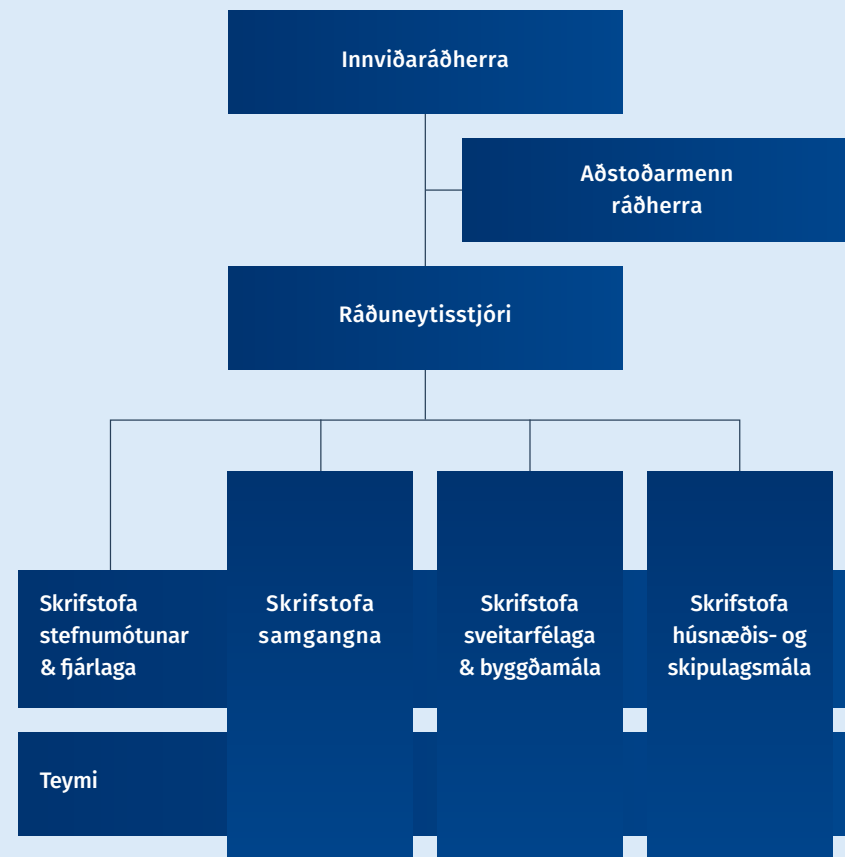 Innviðaráðherra
Aðstoðarmenn
ráðherra
Ráðuneytisstjóri
Skrifstofa
stefnumótunar
& fjárlaga
Skrifstofa
samgangna
Skrifstofa
sveitarfélaga
& byggðamála
Skrifstofa
húsnæðis- og
skipulagsmála
Teymi